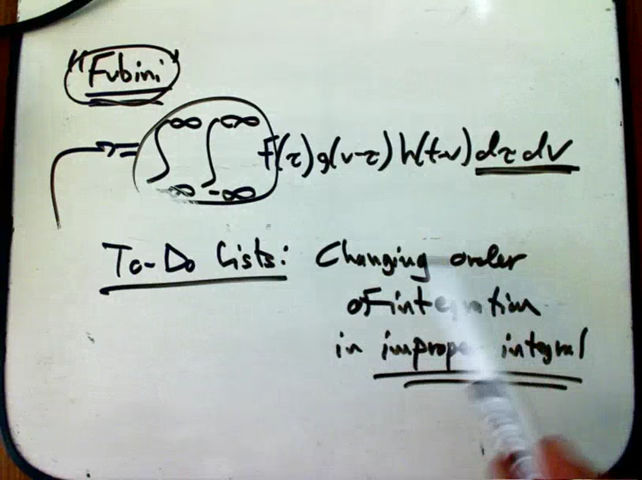 "Fubini"
= ∫∞ ∞ ∫∞ -∞ f(τ) g(v-τ) h(t-v) dτ dv
To-Do Lists: Changing order
of integration
in improper integral